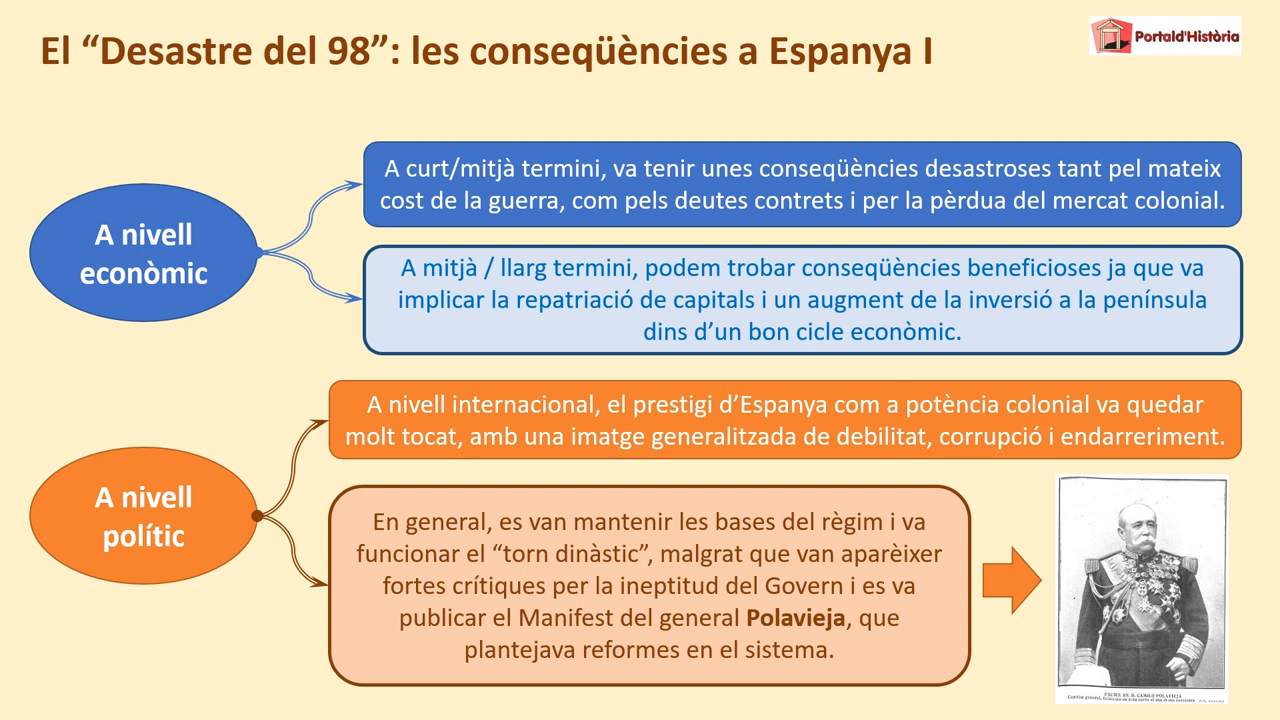 El “Desastre del 98”: les conseqüències a Espanya I
Portald'Història
A nivell
econòmic
A curt/mitjà termini, va tenir unes conseqüències desastroses tant pel mateix
cost de la guerra, com pels deutes contrets i per la pèrdua del mercat colonial.
A mitjà / llarg termini, podem trobar conseqüències beneficioses ja que va
implicar la repatriació de capitals i un augment de la inversió a la península
dins d’un bon cicle econòmic.
A nivell
polític
A nivell internacional, el prestigi d’Espanya com a potència colonial va quedar
molt tocat, amb una imatge generalitzada de debilitat, corrupció i endarreriment.
En general, es van mantenir les bases del règim i va
funcionar el “torn dinàstic”, malgrat que van aparèixer
fortes crítiques per la ineptitud del Govern i es va
publicar el Manifest del general Polavieja, que
plantejava reformes en el sistema.
EXCMO. SR. D. CAMILO POLAVIEJA